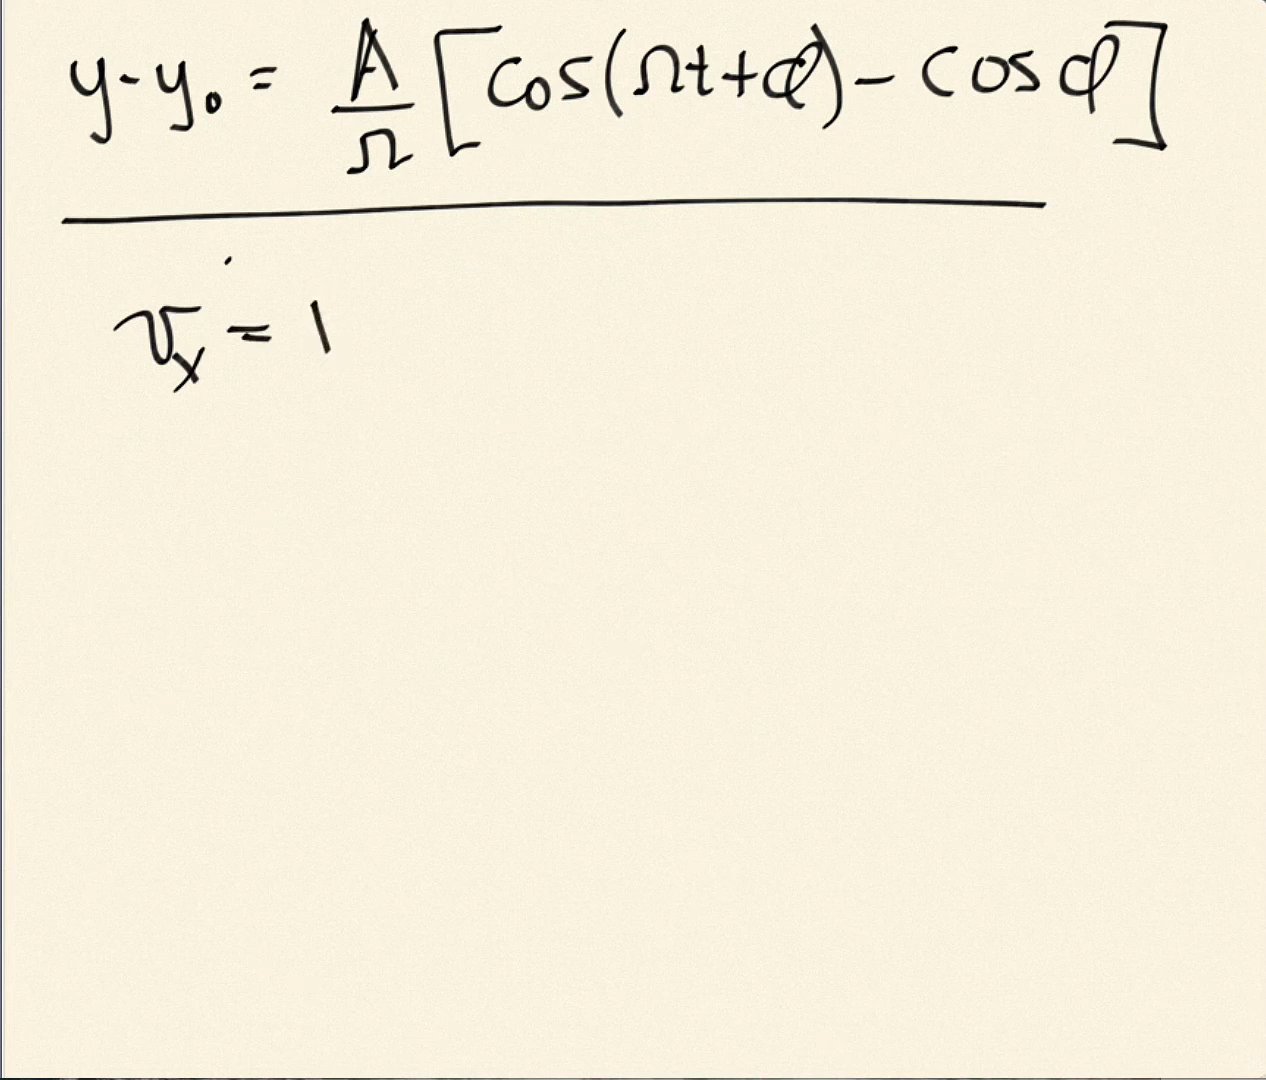 y-y₀ = A/Ω [cos(Ωt+φ) - cos φ]
vₓ = 1